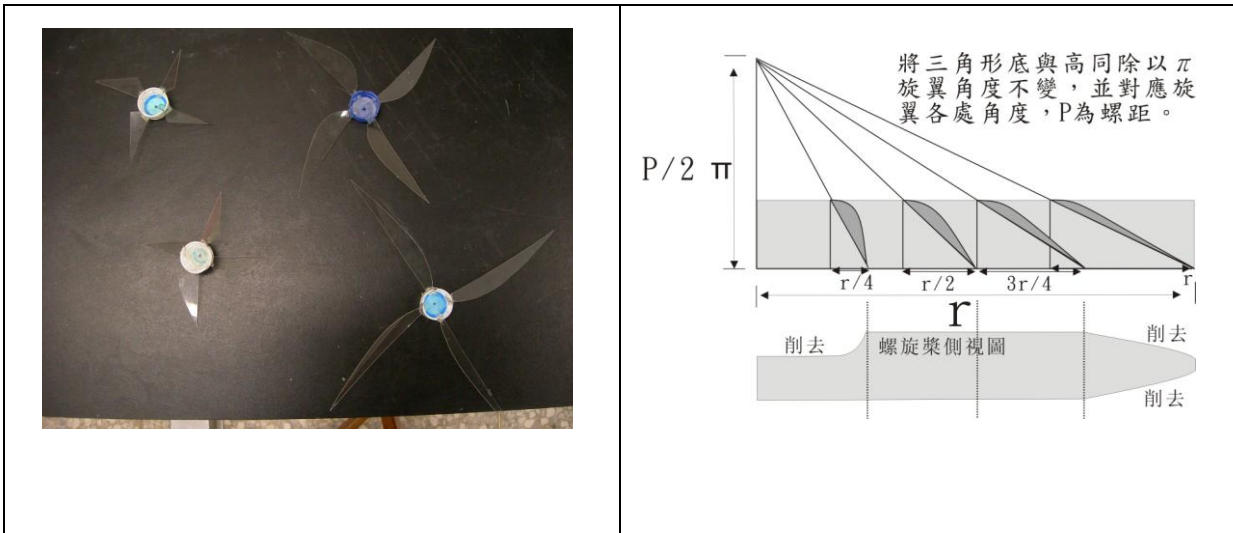 將三角形底與高同除以π
旋翼角度不變，並對應旋
翼各處角度，P為螺距。
P/2 π
r/4
r/2
3r/4
r
r
削去
螺旋槳側視圖
削去
削去